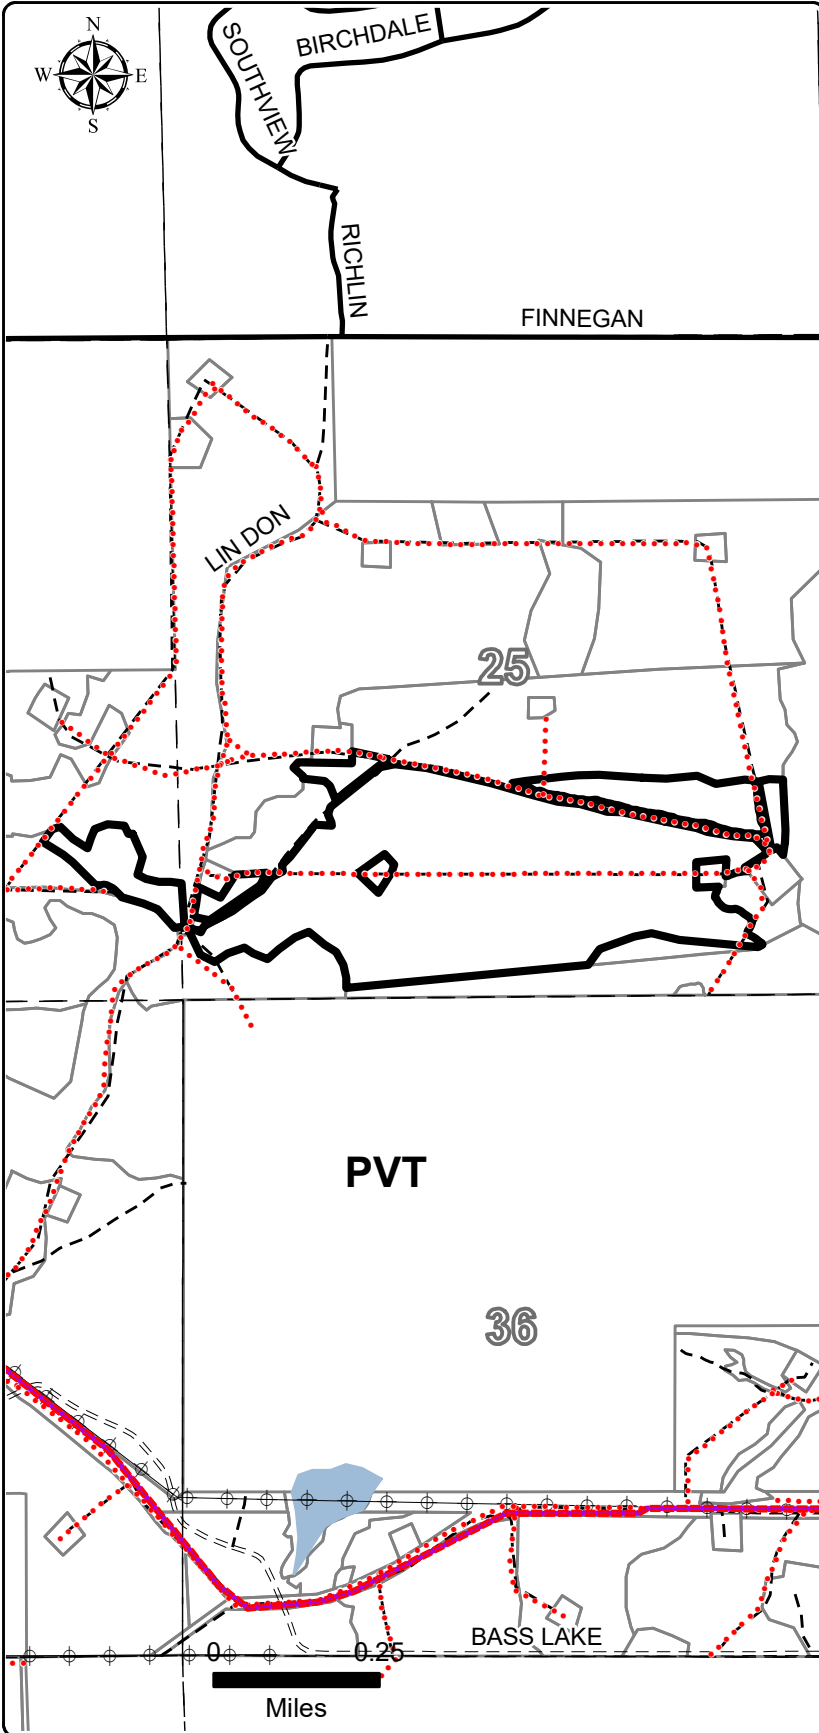 N
W E
S
SOUTHVIEW
BIRCHDALE
RICHLIN
FINNEGAN
LIN DON
25
PVT
36
BASS LAKE
0 0.25
Miles